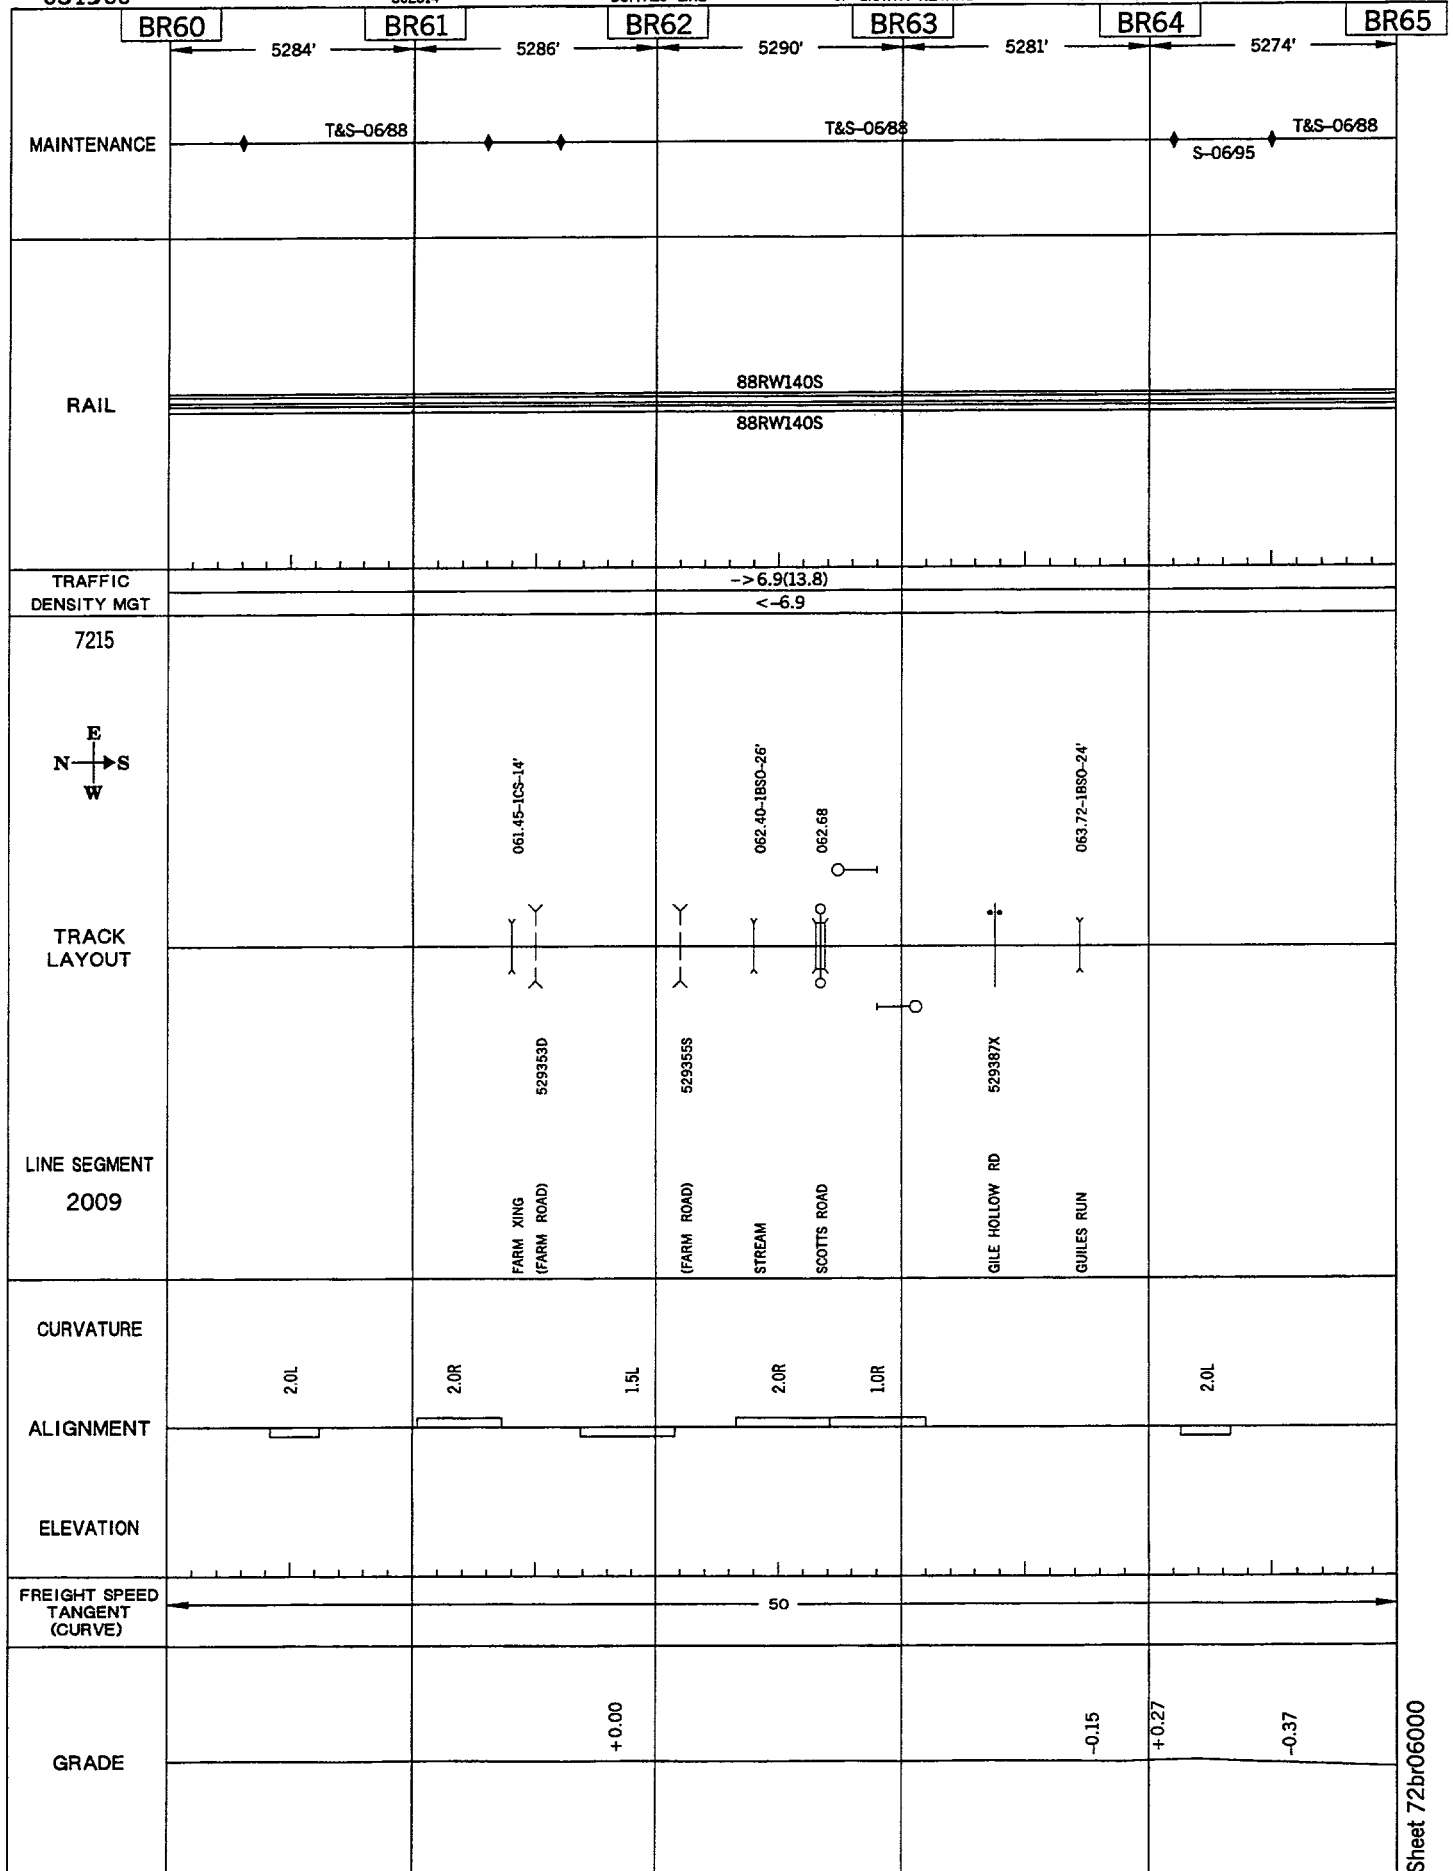 BR60 BR61 BR62 BR63 BR64 BR65
5284' 5286' 5290' 5281' 5274'
MAINTENANCE
T&S-06/88 T&S-06/88 T&S-06/88
S-06/95
RAIL
88RW140S
88RW140S
TRAFFIC
DENSITY MGT
->6.9(13.8)
<-6.9
7215
E
N S
W
061.45-1CS-14'
062.40-1BSO-26'
062.68
063.72-1BSO-24'
TRACK
LAYOUT
529353D
529355S
529387X
LINE SEGMENT
2009
FARM XING
(FARM ROAD)
(FARM ROAD)
STREAM
SCOTTS ROAD
GILE HOLLOW RD
GUILES RUN
CURVATURE
2.0L 2.0R 1.5L 2.0R 1.0R 2.0L
ALIGNMENT
ELEVATION
FREIGHT SPEED
TANGENT
(CURVE)
50
GRADE
+0.00 -0.15 +0.27 -0.37
Sheet 72br06000